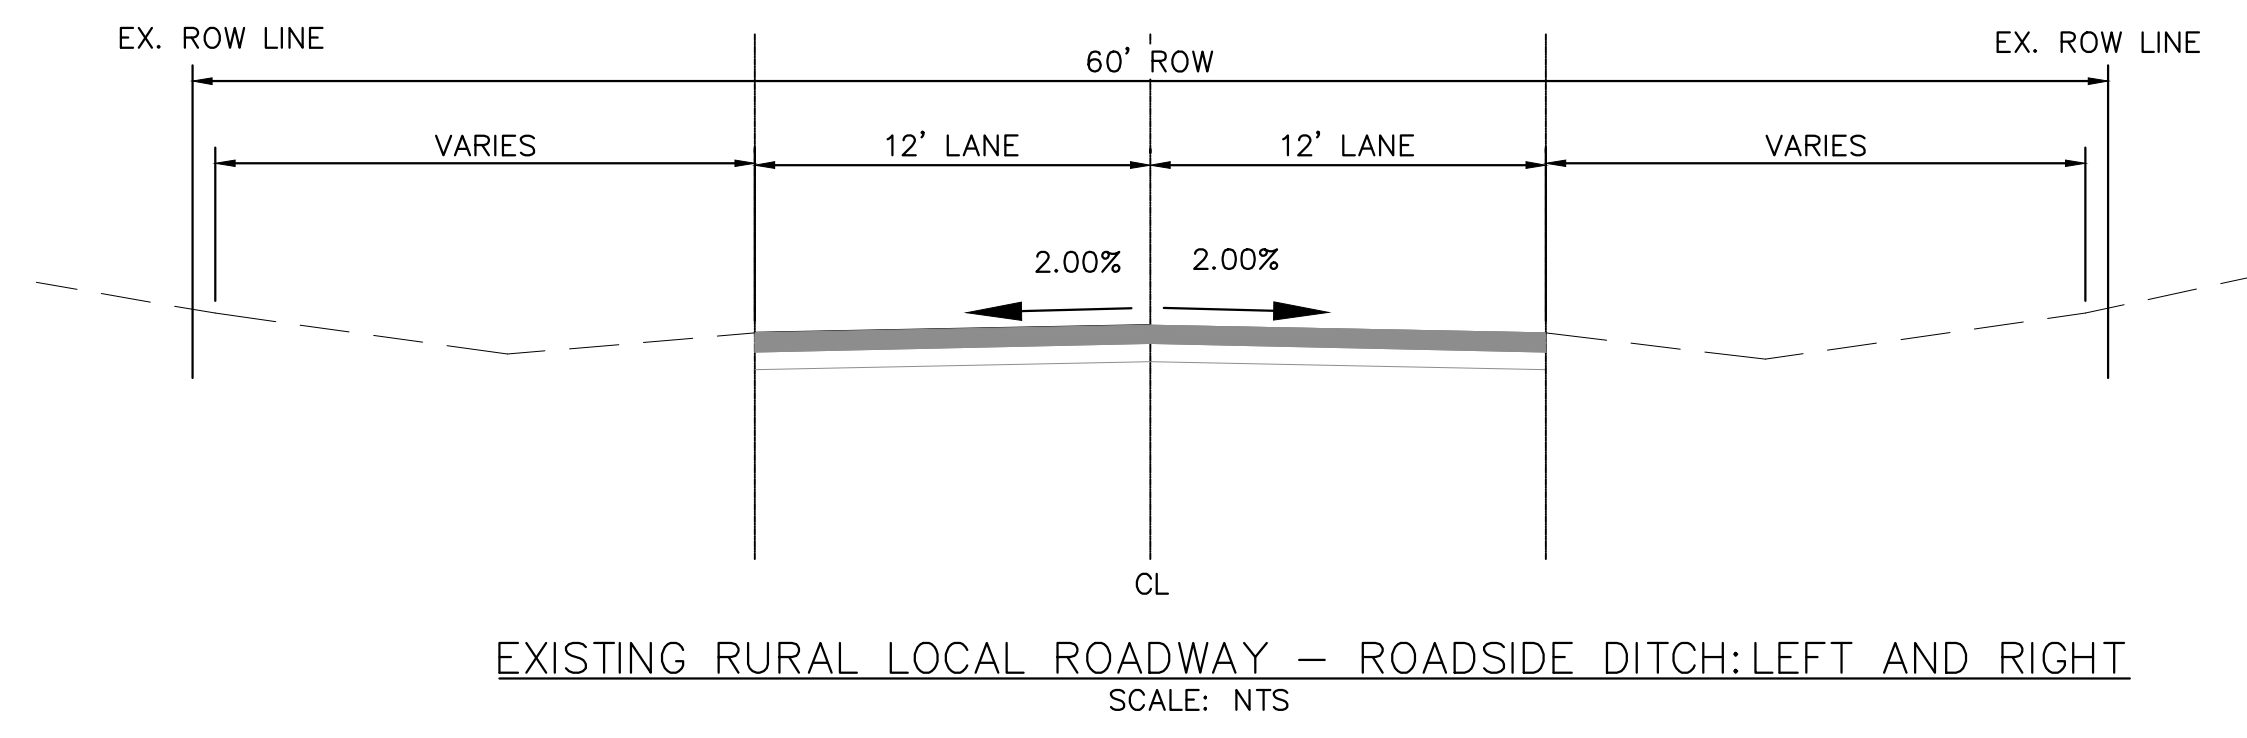 EX. ROW LINE
EX. ROW LINE
60' ROW
VARIES
12' LANE
12' LANE
VARIES
2.00%
2.00%
CL
EXISTING RURAL LOCAL ROADWAY – ROADSIDE DITCH: LEFT AND RIGHT
SCALE: NTS